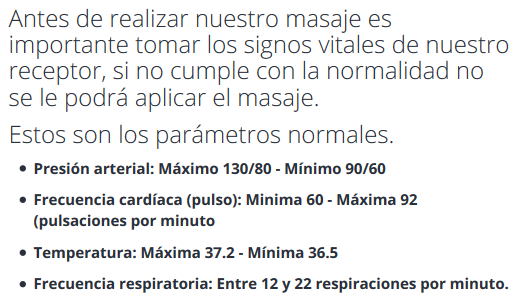 Antes de realizar nuestro masaje es
importante tomar los signos vitales de nuestro
receptor, si no cumple con la normalidad no
se le podrá aplicar el masaje.
Estos son los parámetros normales.
• Presión arterial: Máximo 130/80 - Mínimo 90/60
• Frecuencia cardíaca (pulso): Minima 60 - Máxima 92
(pulsaciones por minuto
• Temperatura: Máxima 37.2 - Mínima 36.5
• Frecuencia respiratoria: Entre 12 y 22 respiraciones por minuto.